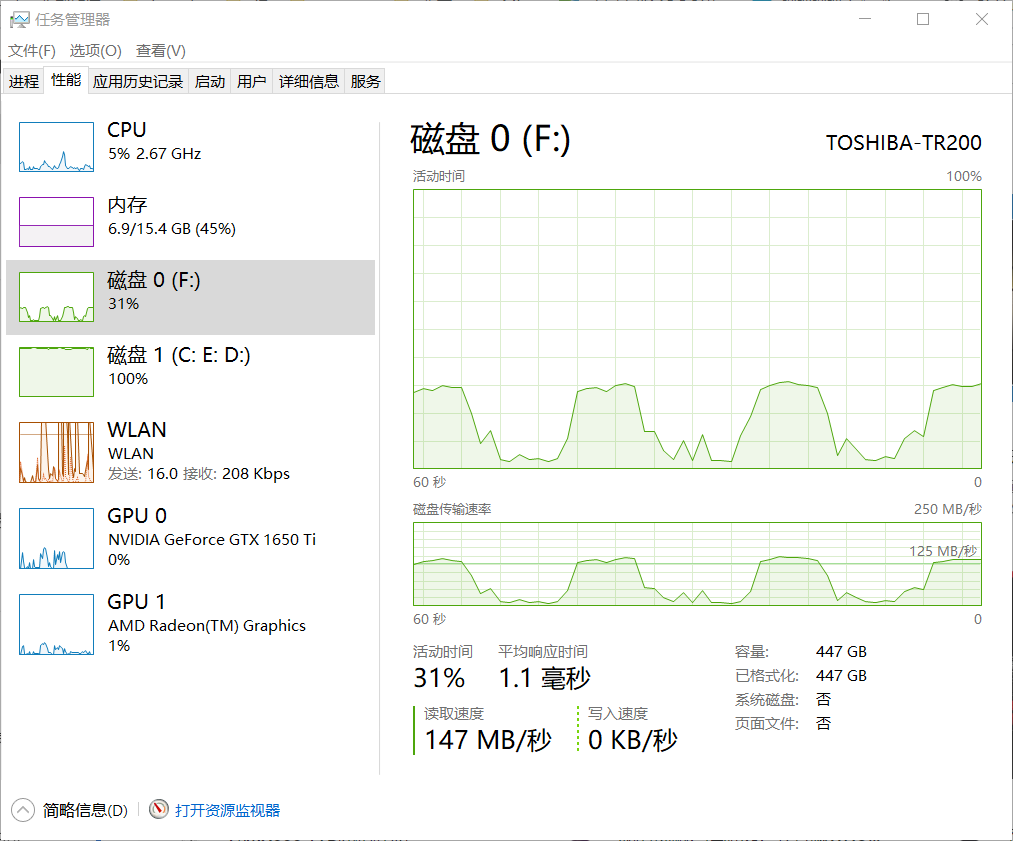 任务管理器
文件(F) 选项(O) 查看(V)
进程 性能 应用历史记录 启动 用户 详细信息 服务
CPU
5% 2.67 GHz
内存
6.9/15.4 GB (45%)
磁盘 0 (F:)
31%
磁盘 1 (C: E: D:)
100%
WLAN
WLAN
发送: 16.0 接收: 208 Kbps
GPU 0
NVIDIA GeForce GTX 1650 Ti
0%
GPU 1
AMD Radeon(TM) Graphics
1%
磁盘 0 (F:) TOSHIBA-TR200
活动时间 100%
60 秒 0
磁盘传输速率 250 MB/秒
125 MB/秒
60 秒 0
活动时间 平均响应时间
31% 1.1 毫秒
读取速度 写入速度
147 MB/秒 0 KB/秒
容量: 447 GB
已格式化: 447 GB
系统磁盘: 否
页面文件: 否
简略信息(D) 打开资源监视器